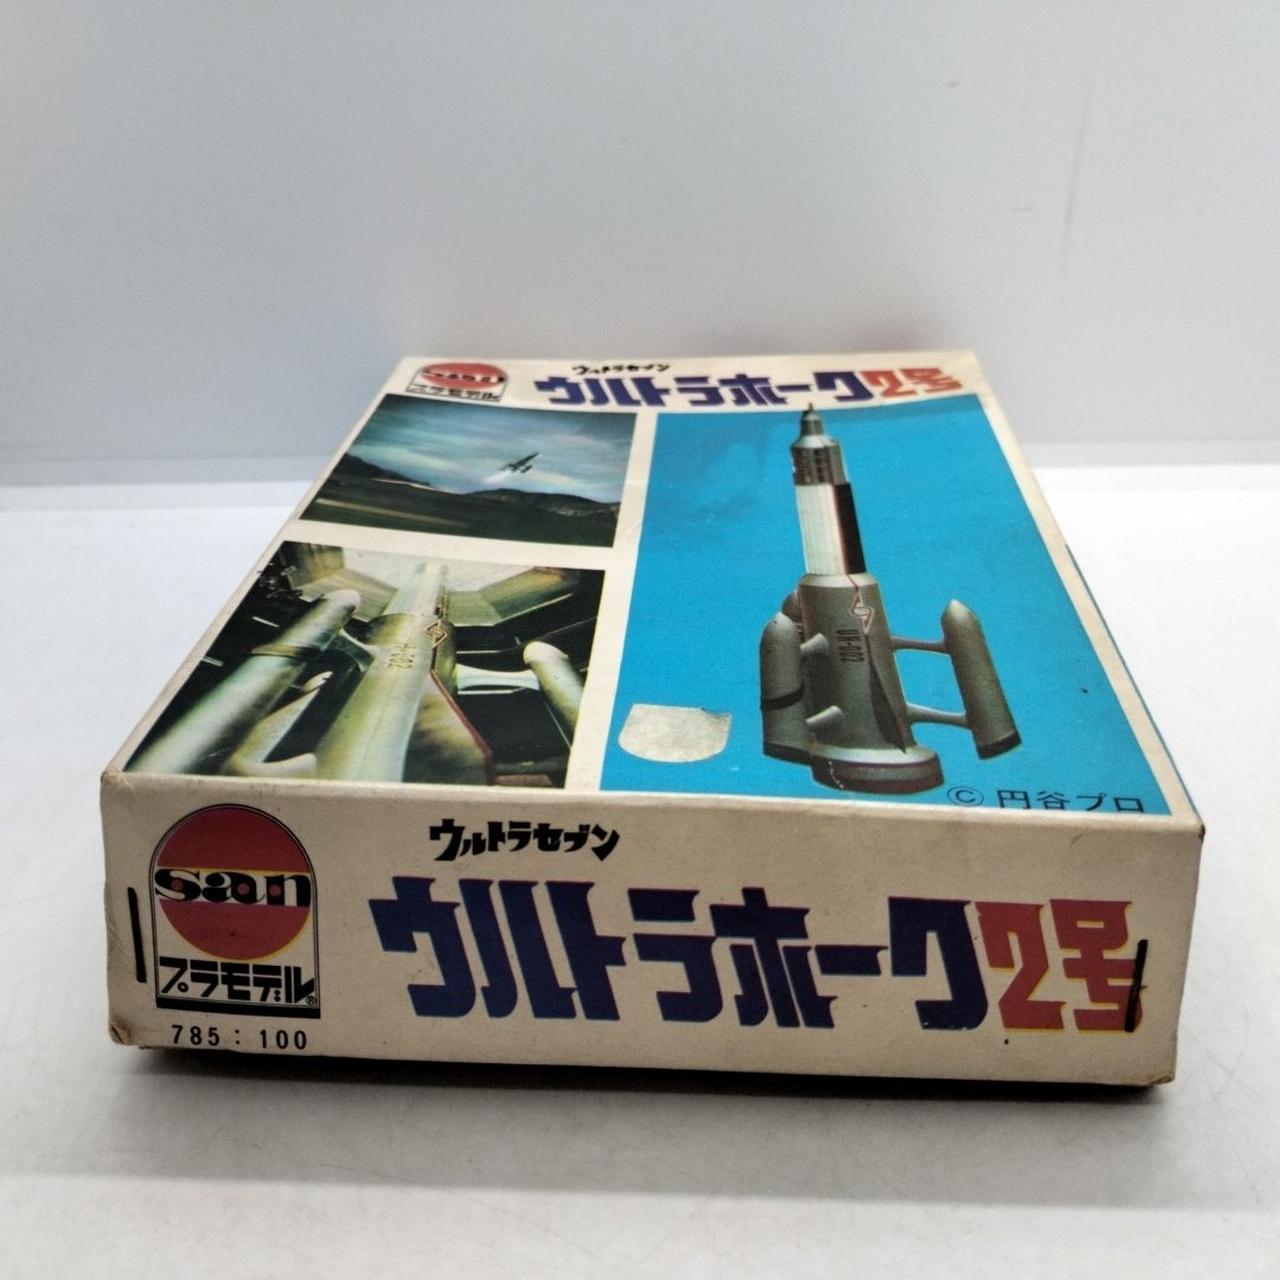 san
プラモデル
ウルトラセブン
ウルトラホーク2号
UH-002
H-002
© 円谷プロ
san
プラモデル®
785:100
ウルトラセブン
ウルトラホーク2号